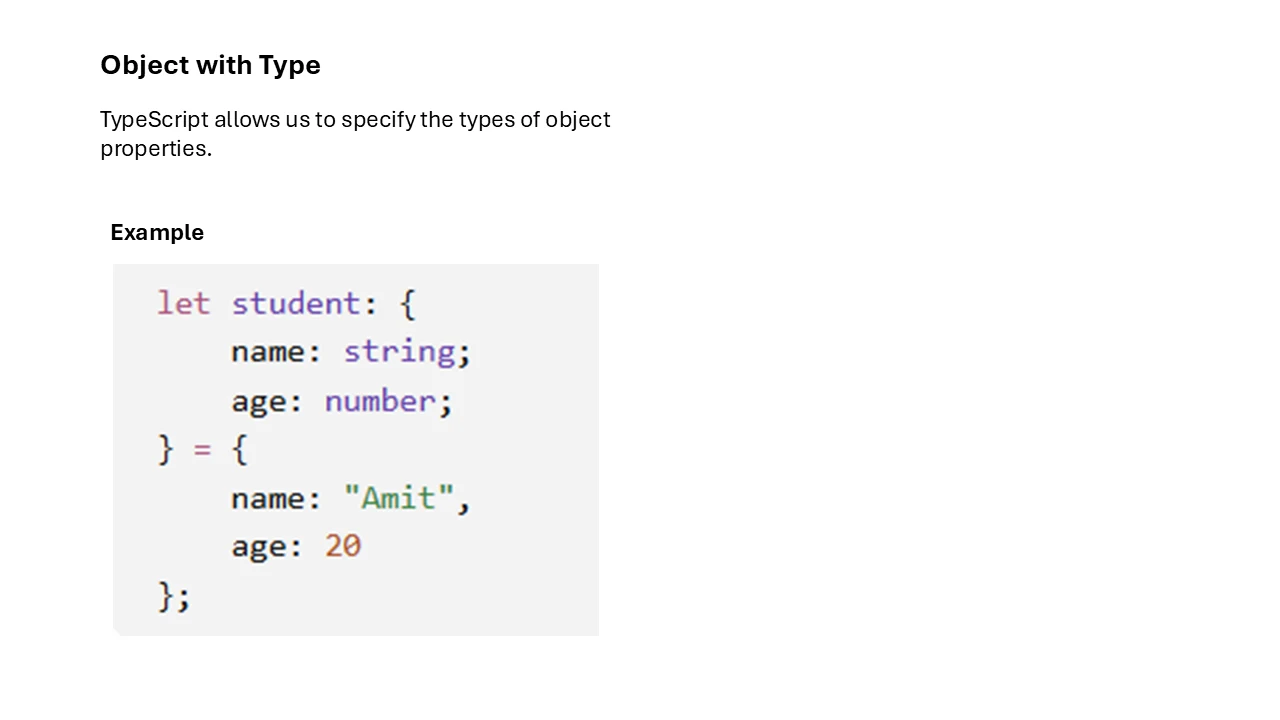 Object with Type
TypeScript allows us to specify the types of object
properties.
Example
let student: {
    name: string;
    age: number;
} = {
    name: "Amit",
    age: 20
};